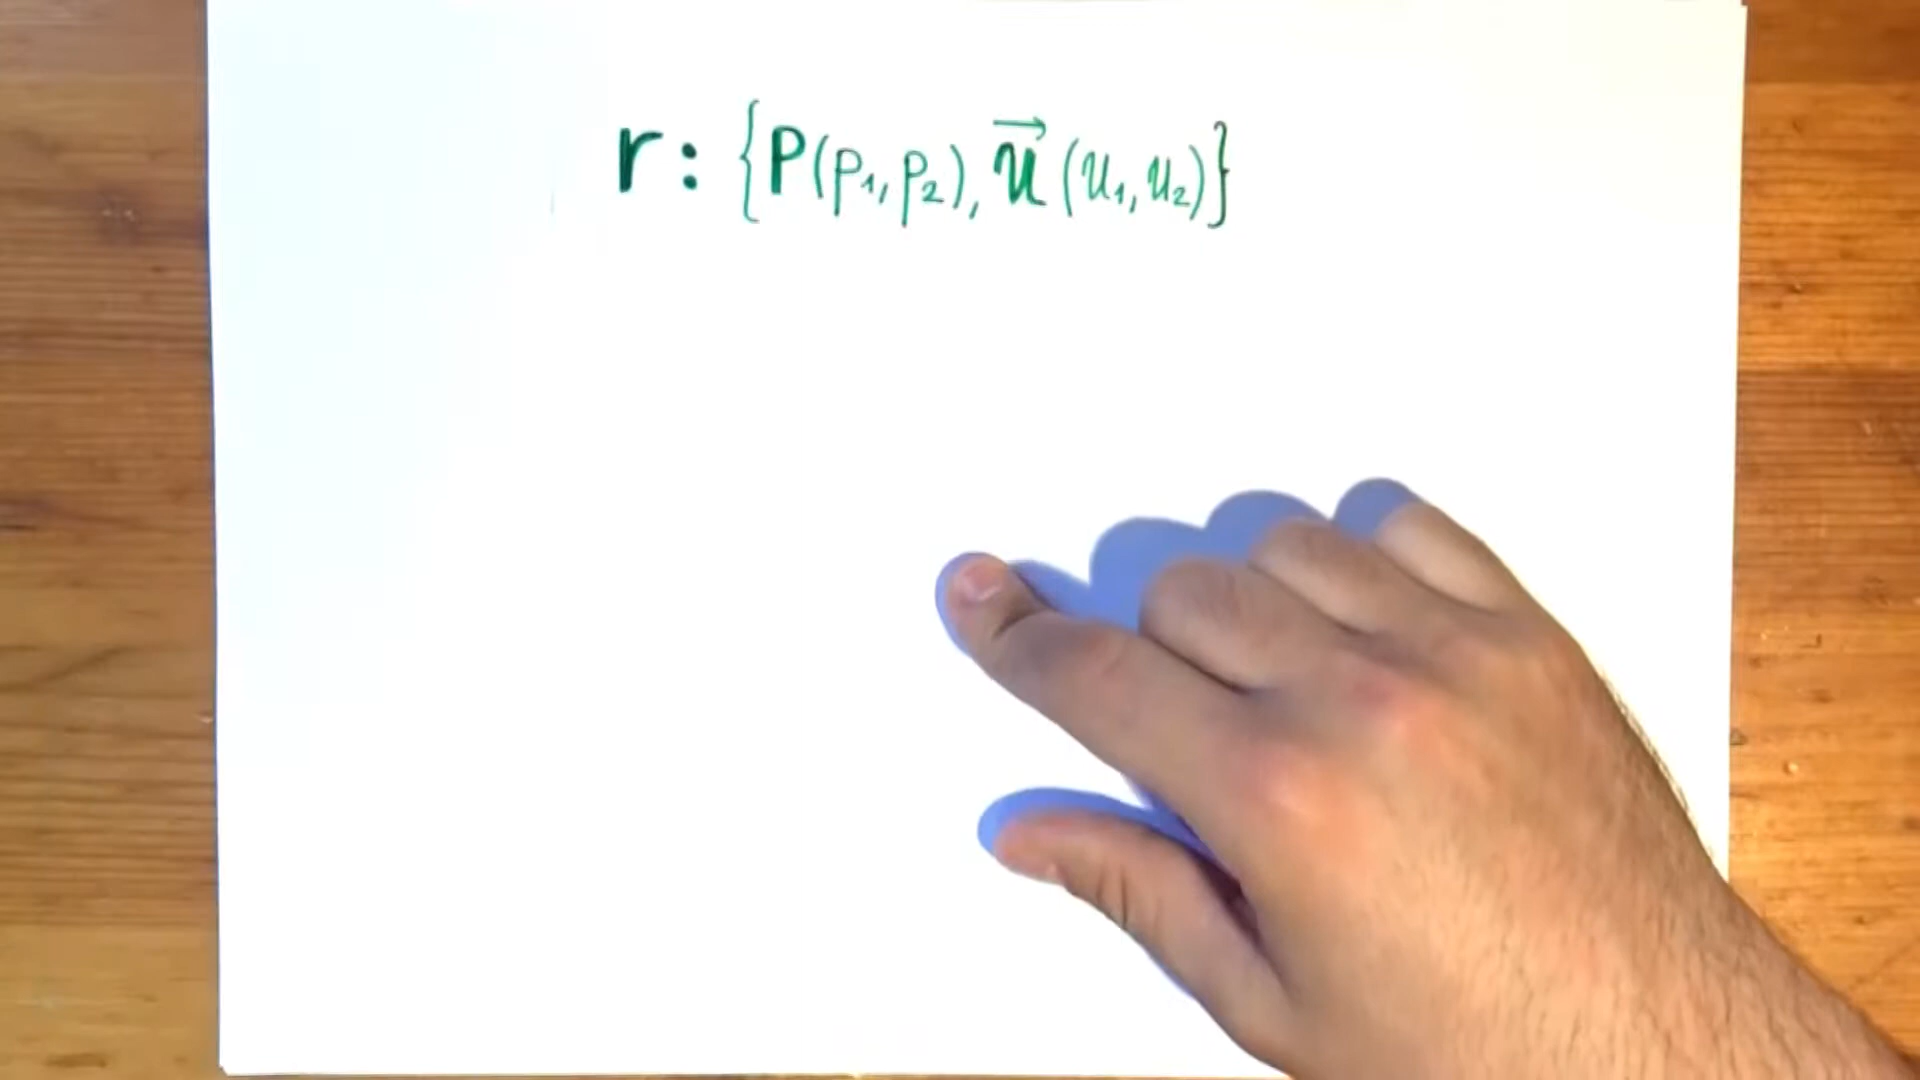 r: {P(p₁,p₂), u⃗ (u₁,u₂)}